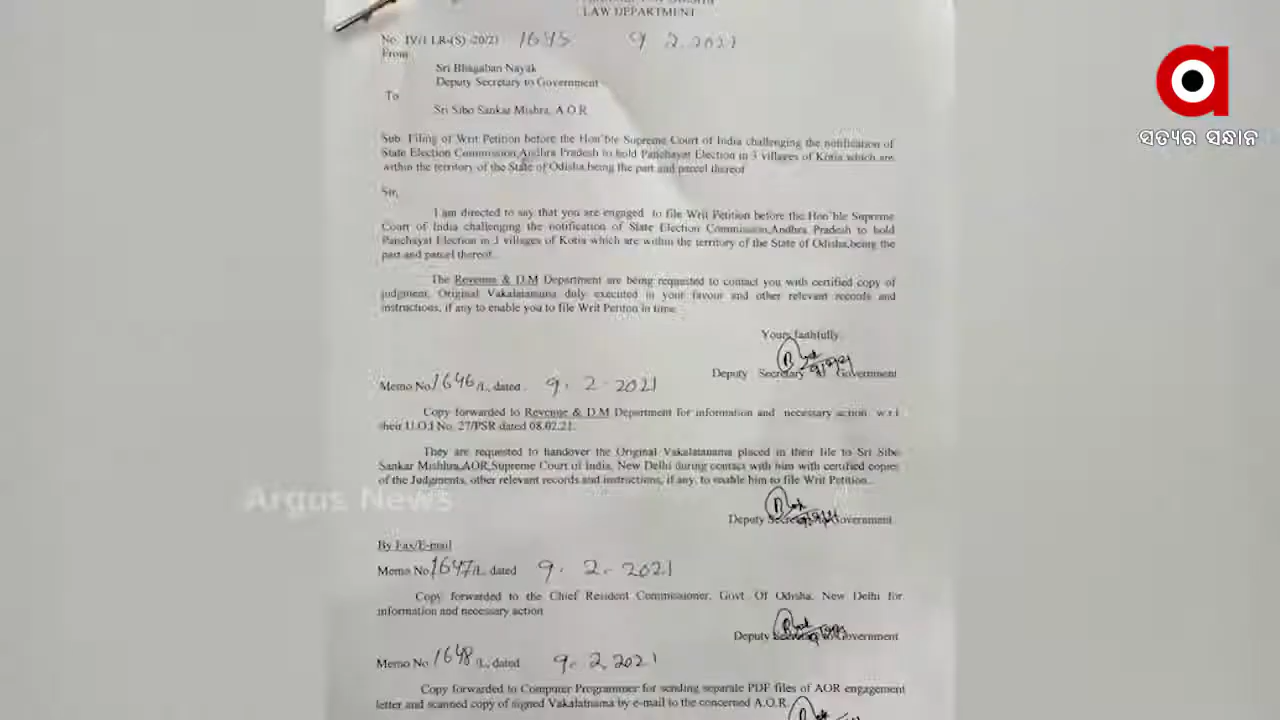 LAW DEPARTMENT
No. IV/1 LR-(S)-20/21 1645 9.2.2021
From
Sri Bhagaban Nayak
Deputy Secretary to Government
To
Sri Sibo Sankar Mishra, A.O.R
ସତ୍ୟର ସନ୍ଧାନ
Sub: Filing of Writ Petition before the Hon'ble Supreme Court of India challenging the notification of
State Election Commission,Andhra Pradesh to hold Panchayat Election in 3 villages of Kotia which are
within the territory of the State of Odisha,being the part and parcel thereof
Sir,
I am directed to say that you are engaged to file Writ Petition before the Hon'ble Supreme
Court of India challenging the notification of State Election Commission,Andhra Pradesh to hold
Panchayat Election in 3 villages of Kotia which are within the territory of the State of Odisha,being the
part and parcel thereof.
The Revenue & D.M Department are being requested to contact you with certified copy of
judgment, Original Vakalatanama duly executed in your favour and other relevant records and
instructions, if any to enable you to file Writ Petition in time.
Yours faithfully
Deputy Secretary to Government
Memo No 1646/L, dated 9.2.2021
Copy forwarded to Revenue & D.M Department for information and necessary action w.r.t
their U.O.I No. 27/PSR dated 08.02.21.
They are requested to handover the Original Vakalatanama placed in their file to Sri Sibo
Sankar Mishhra,AOR,Supreme Court of India, New Delhi during contact with him with certified copies
of the Judgments, other relevant records and instructions, if any, to enable him to file Writ Petition.
Argus News
Deputy Secretary to Government
By Fax/E-mail
Memo No 1647/L, dated 9.2.2021
Copy forwarded to the Chief Resident Commissioner, Govt. Of Odisha, New Delhi for
information and necessary action
Deputy Secretary to Government
Memo No 1648/L, dated 9.2.2021
Copy forwarded to Computer Programmer for sending separate PDF files of AOR engagement
letter and scanned copy of signed Vakalatnama by e-mail to the concerned A.O.R.